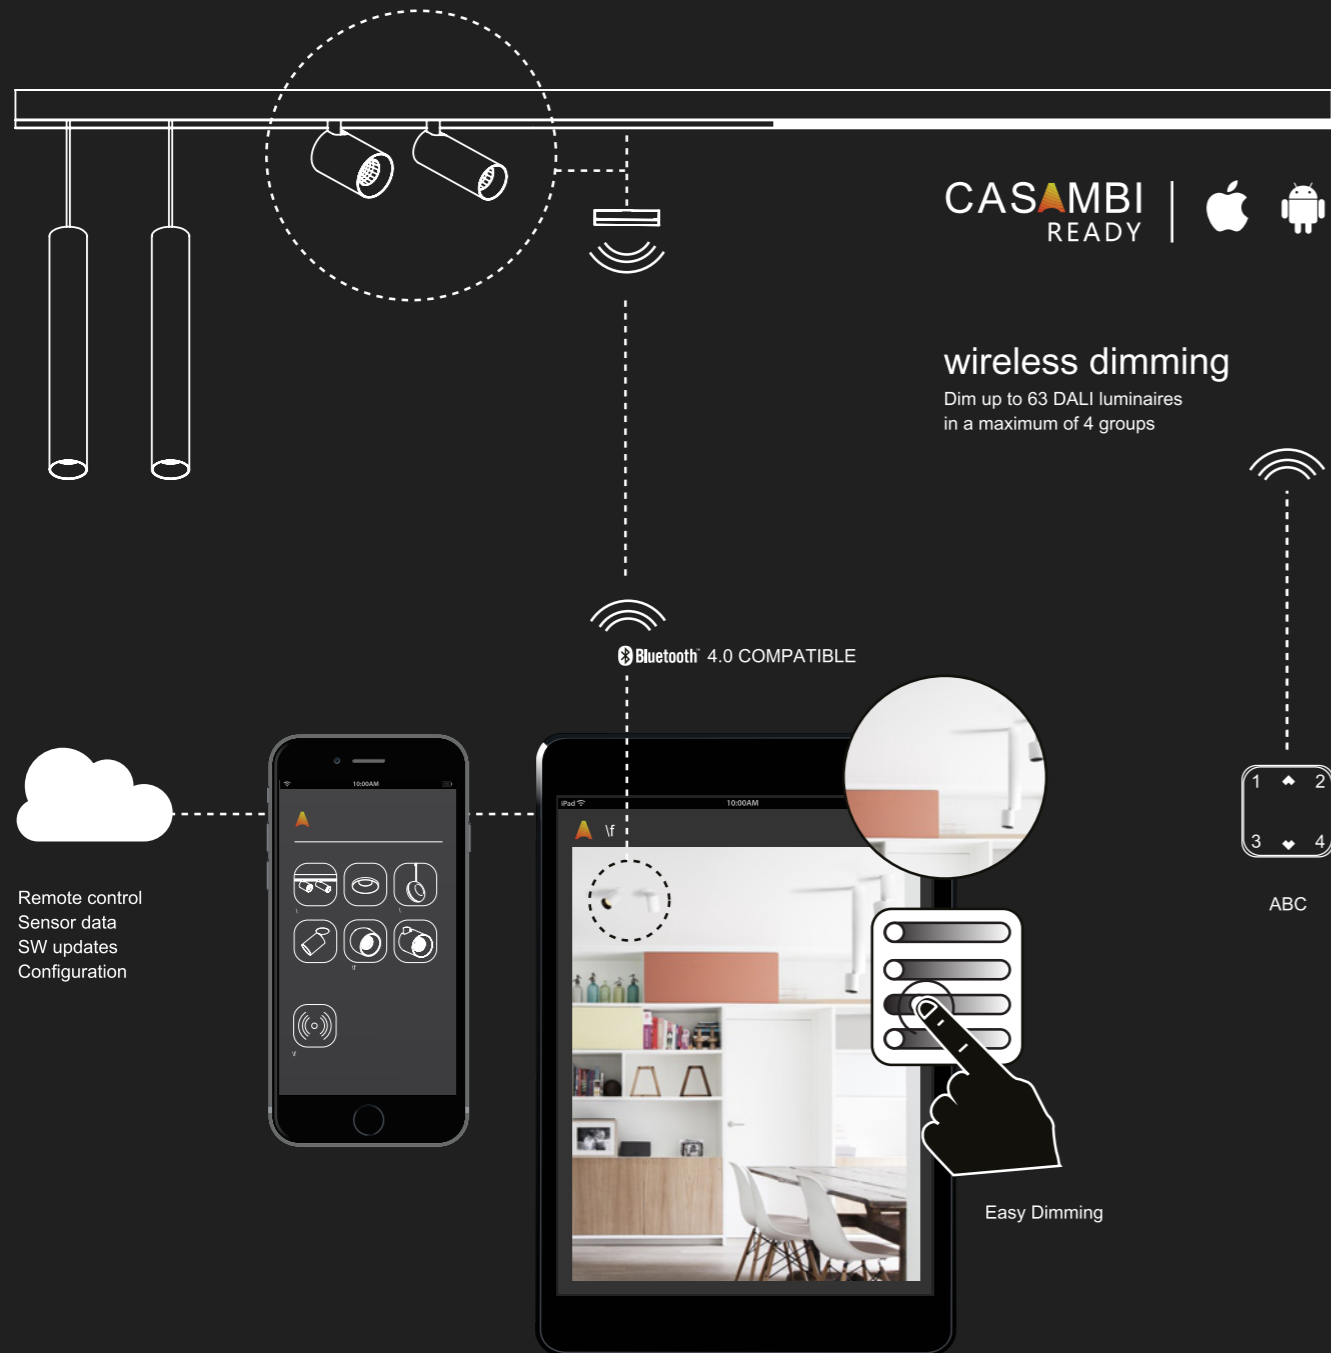 CASAMBI
READY
wireless dimming
Dim up to 63 DALI luminaires
in a maximum of 4 groups
Bluetooth 4.0 COMPATIBLE
10:00AM
iPad
10:00AM
\f
1 2
3 4
ABC
Remote control
Sensor data
SW updates
Configuration
\
\
\f
\f
Easy Dimming